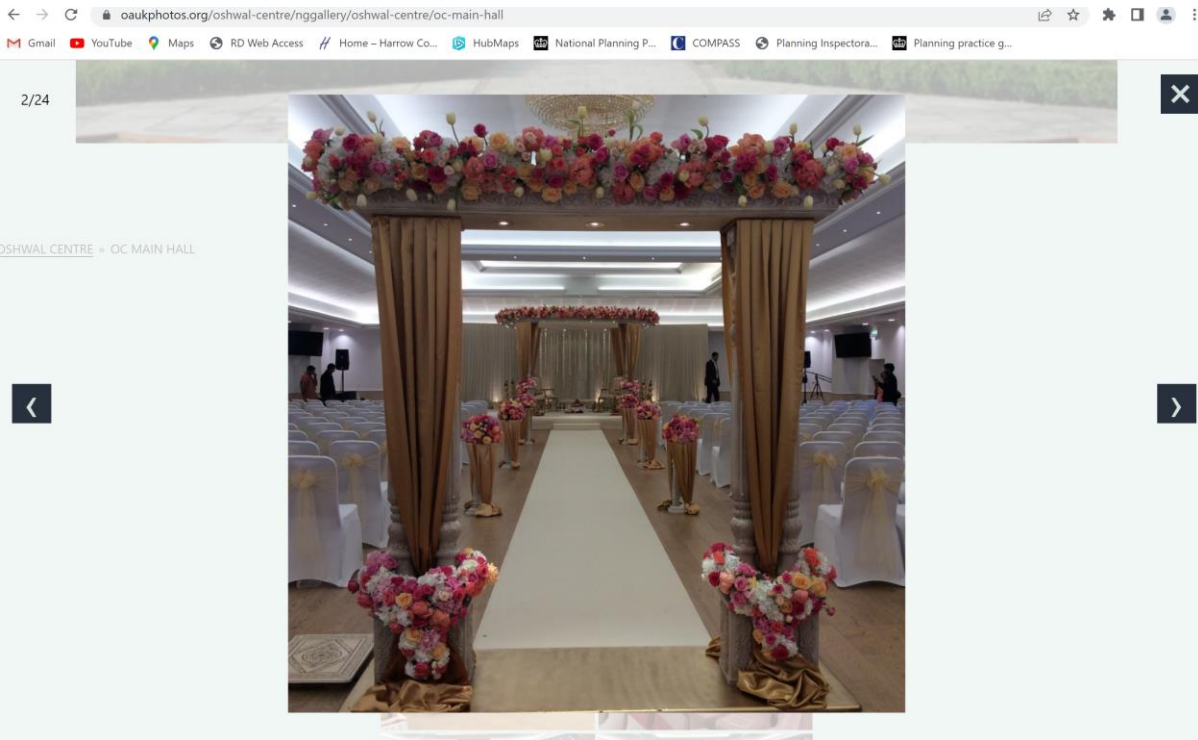 oaukphotos.org/oshwal-centre/nggallery/oshwal-centre/oc-main-hall
Gmail YouTube Maps RD Web Access Home – Harrow Co... HubMaps National Planning P... COMPASS Planning Inspectora... Planning practice g...
2/24
OSHWAL CENTRE » OC MAIN HALL